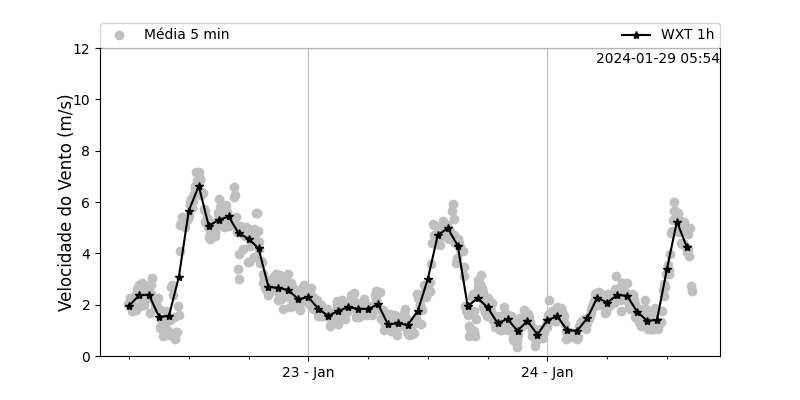 Média 5 min
WXT 1h
2024-01-29 05:54
Velocidade do Vento (m/s)
12
10
8
6
4
2
0
23 - Jan
24 - Jan